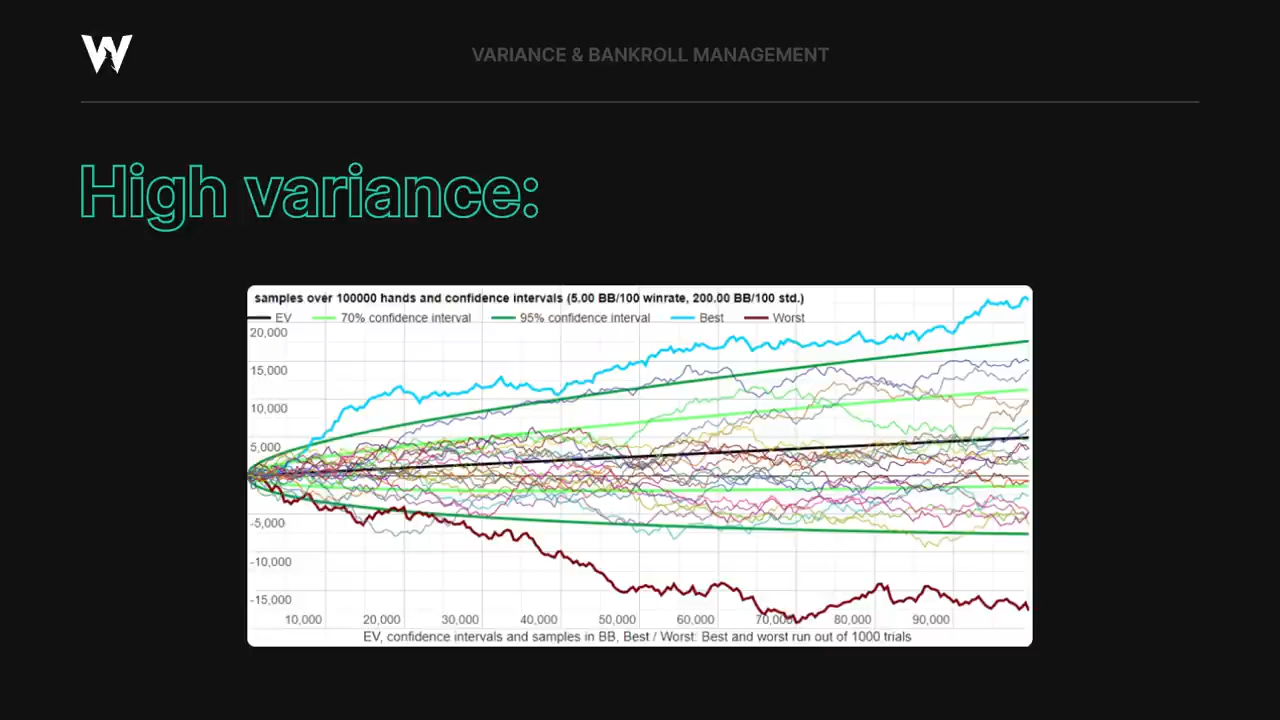 W
VARIANCE & BANKROLL MANAGEMENT
High variance:
samples over 100000 hands and confidence intervals (5.00 BB/100 winrate, 200.00 BB/100 std.)
EV 70% confidence interval 95% confidence interval Best Worst
20,000
15,000
10,000
5,000
-5,000
-10,000
-15,000
10,000 20,000 30,000 40,000 50,000 60,000 70,000 80,000 90,000
EV, confidence intervals and samples in BB, Best / Worst: Best and worst run out of 1000 trials